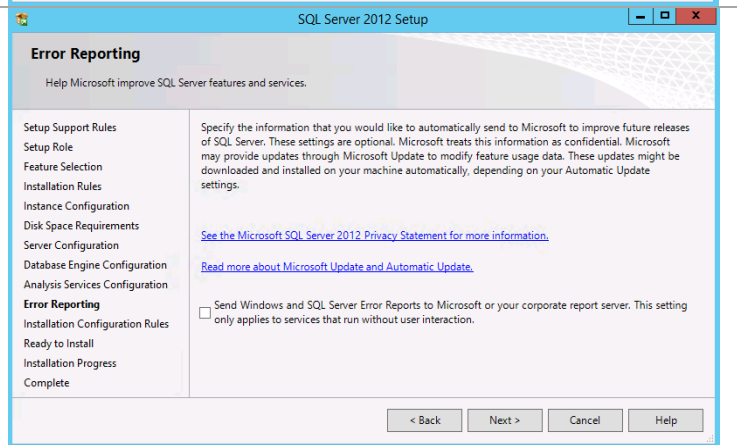 SQL Server 2012 Setup
Error Reporting
Help Microsoft improve SQL Server features and services.
Setup Support Rules
Setup Role
Feature Selection
Installation Rules
Instance Configuration
Disk Space Requirements
Server Configuration
Database Engine Configuration
Analysis Services Configuration
Error Reporting
Installation Configuration Rules
Ready to Install
Installation Progress
Complete
Specify the information that you would like to automatically send to Microsoft to improve future releases
of SQL Server. These settings are optional. Microsoft treats this information as confidential. Microsoft
may provide updates through Microsoft Update to modify feature usage data. These updates might be
downloaded and installed on your machine automatically, depending on your Automatic Update
settings.
See the Microsoft SQL Server 2012 Privacy Statement for more information.
Read more about Microsoft Update and Automatic Update.
Send Windows and SQL Server Error Reports to Microsoft or your corporate report server. This setting
only applies to services that run without user interaction.
< Back
Next >
Cancel
Help